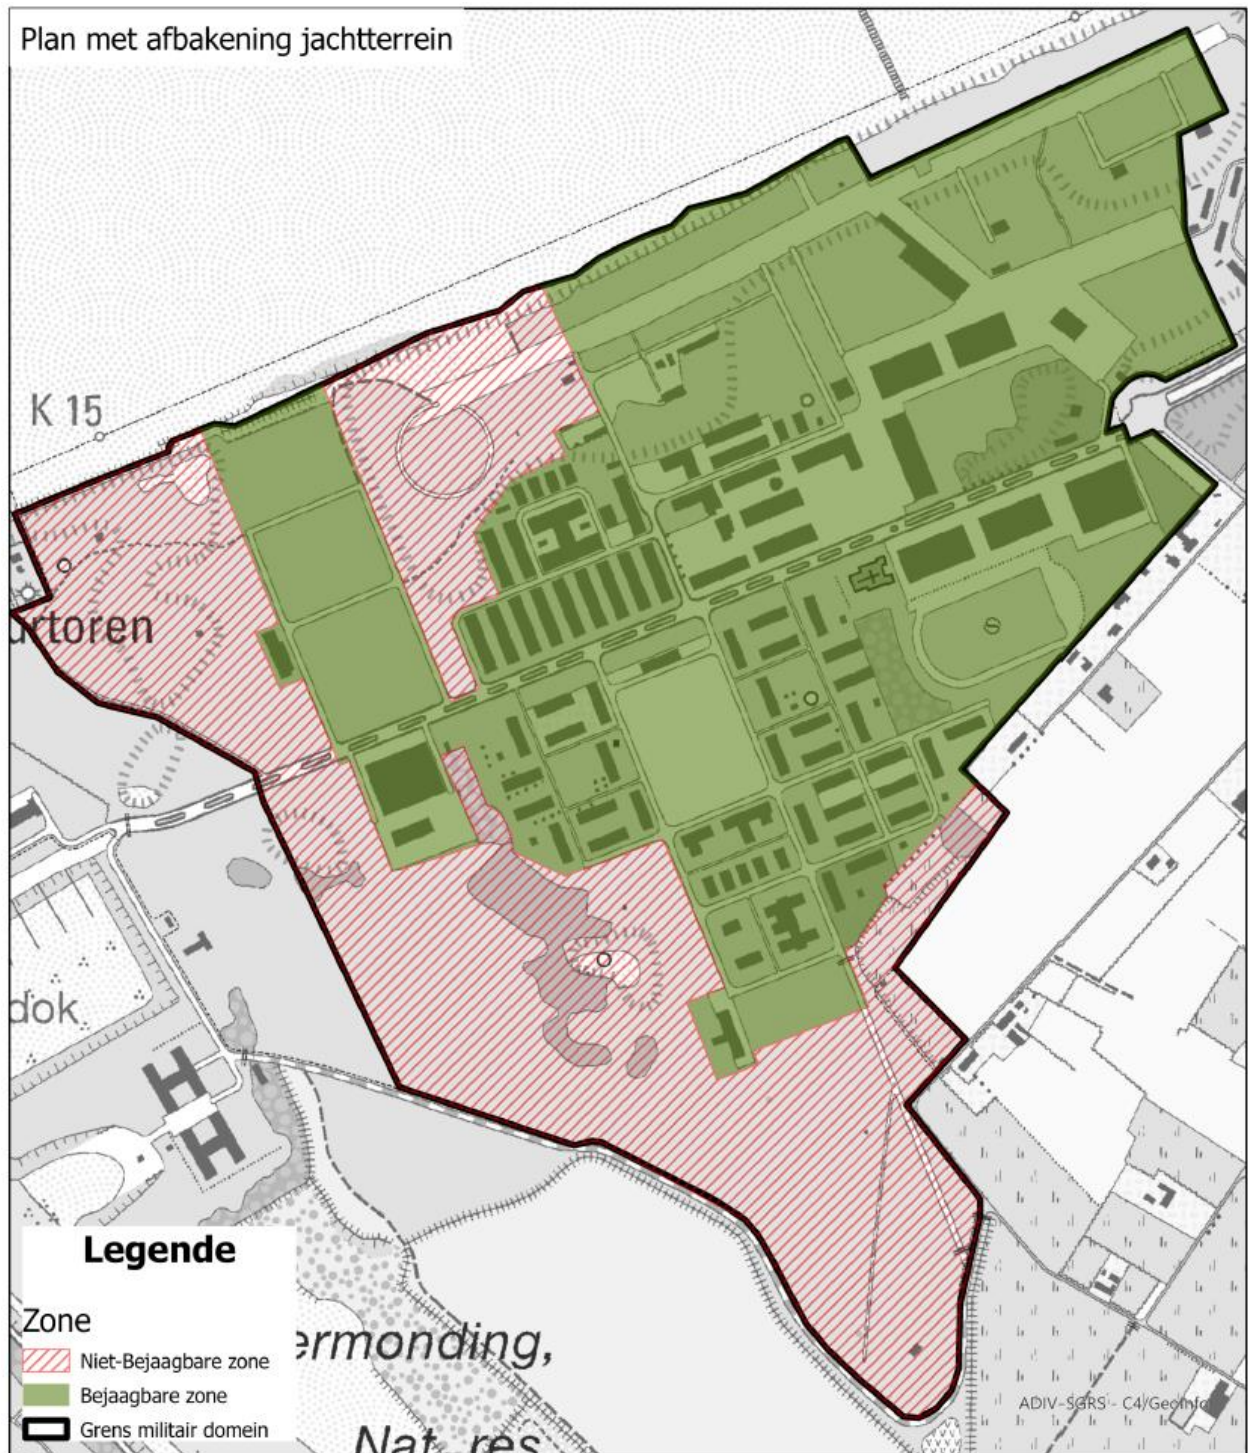 Plan met afbakening jachtterrein
K 15
urtoren
dok
ermonding,
Nat res
Legende
Zone
Niet-Bejaagbare zone
Bejaagbare zone
Grens militair domein
ADIV-SGRS - C4/GeoInfo